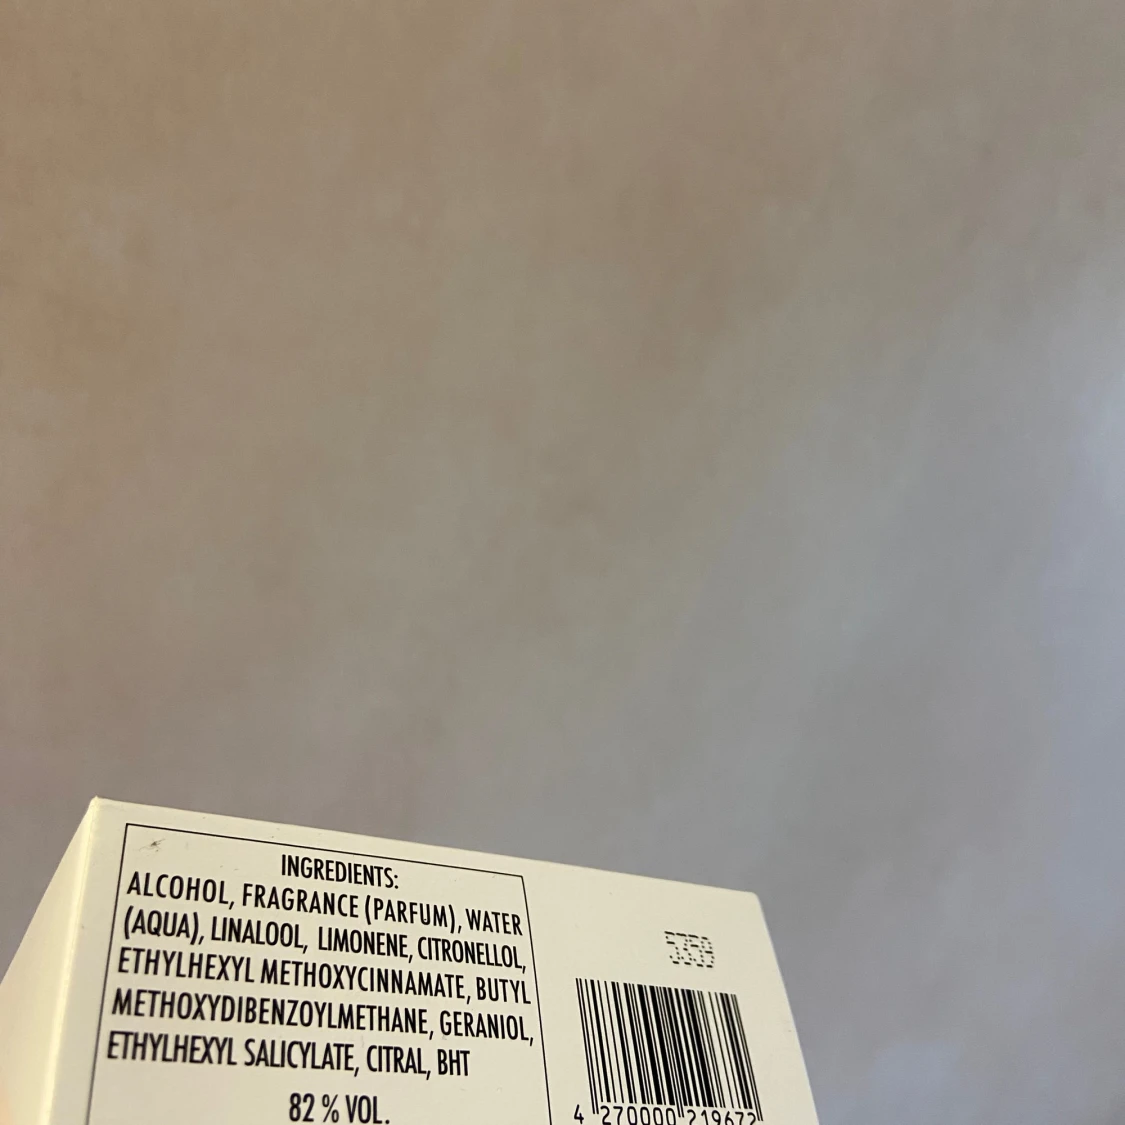 INGREDIENTS:
ALCOHOL, FRAGRANCE (PARFUM), WATER
(AQUA), LINALOOL, LIMONENE, CITRONELLOL,
ETHYLHEXYL METHOXYCINNAMATE, BUTYL
METHOXYDIBENZOYLMETHANE, GERANIOL,
ETHYLHEXYL SALICYLATE, CITRAL, BHT
82 % VOL.
5359
4 270000 219672